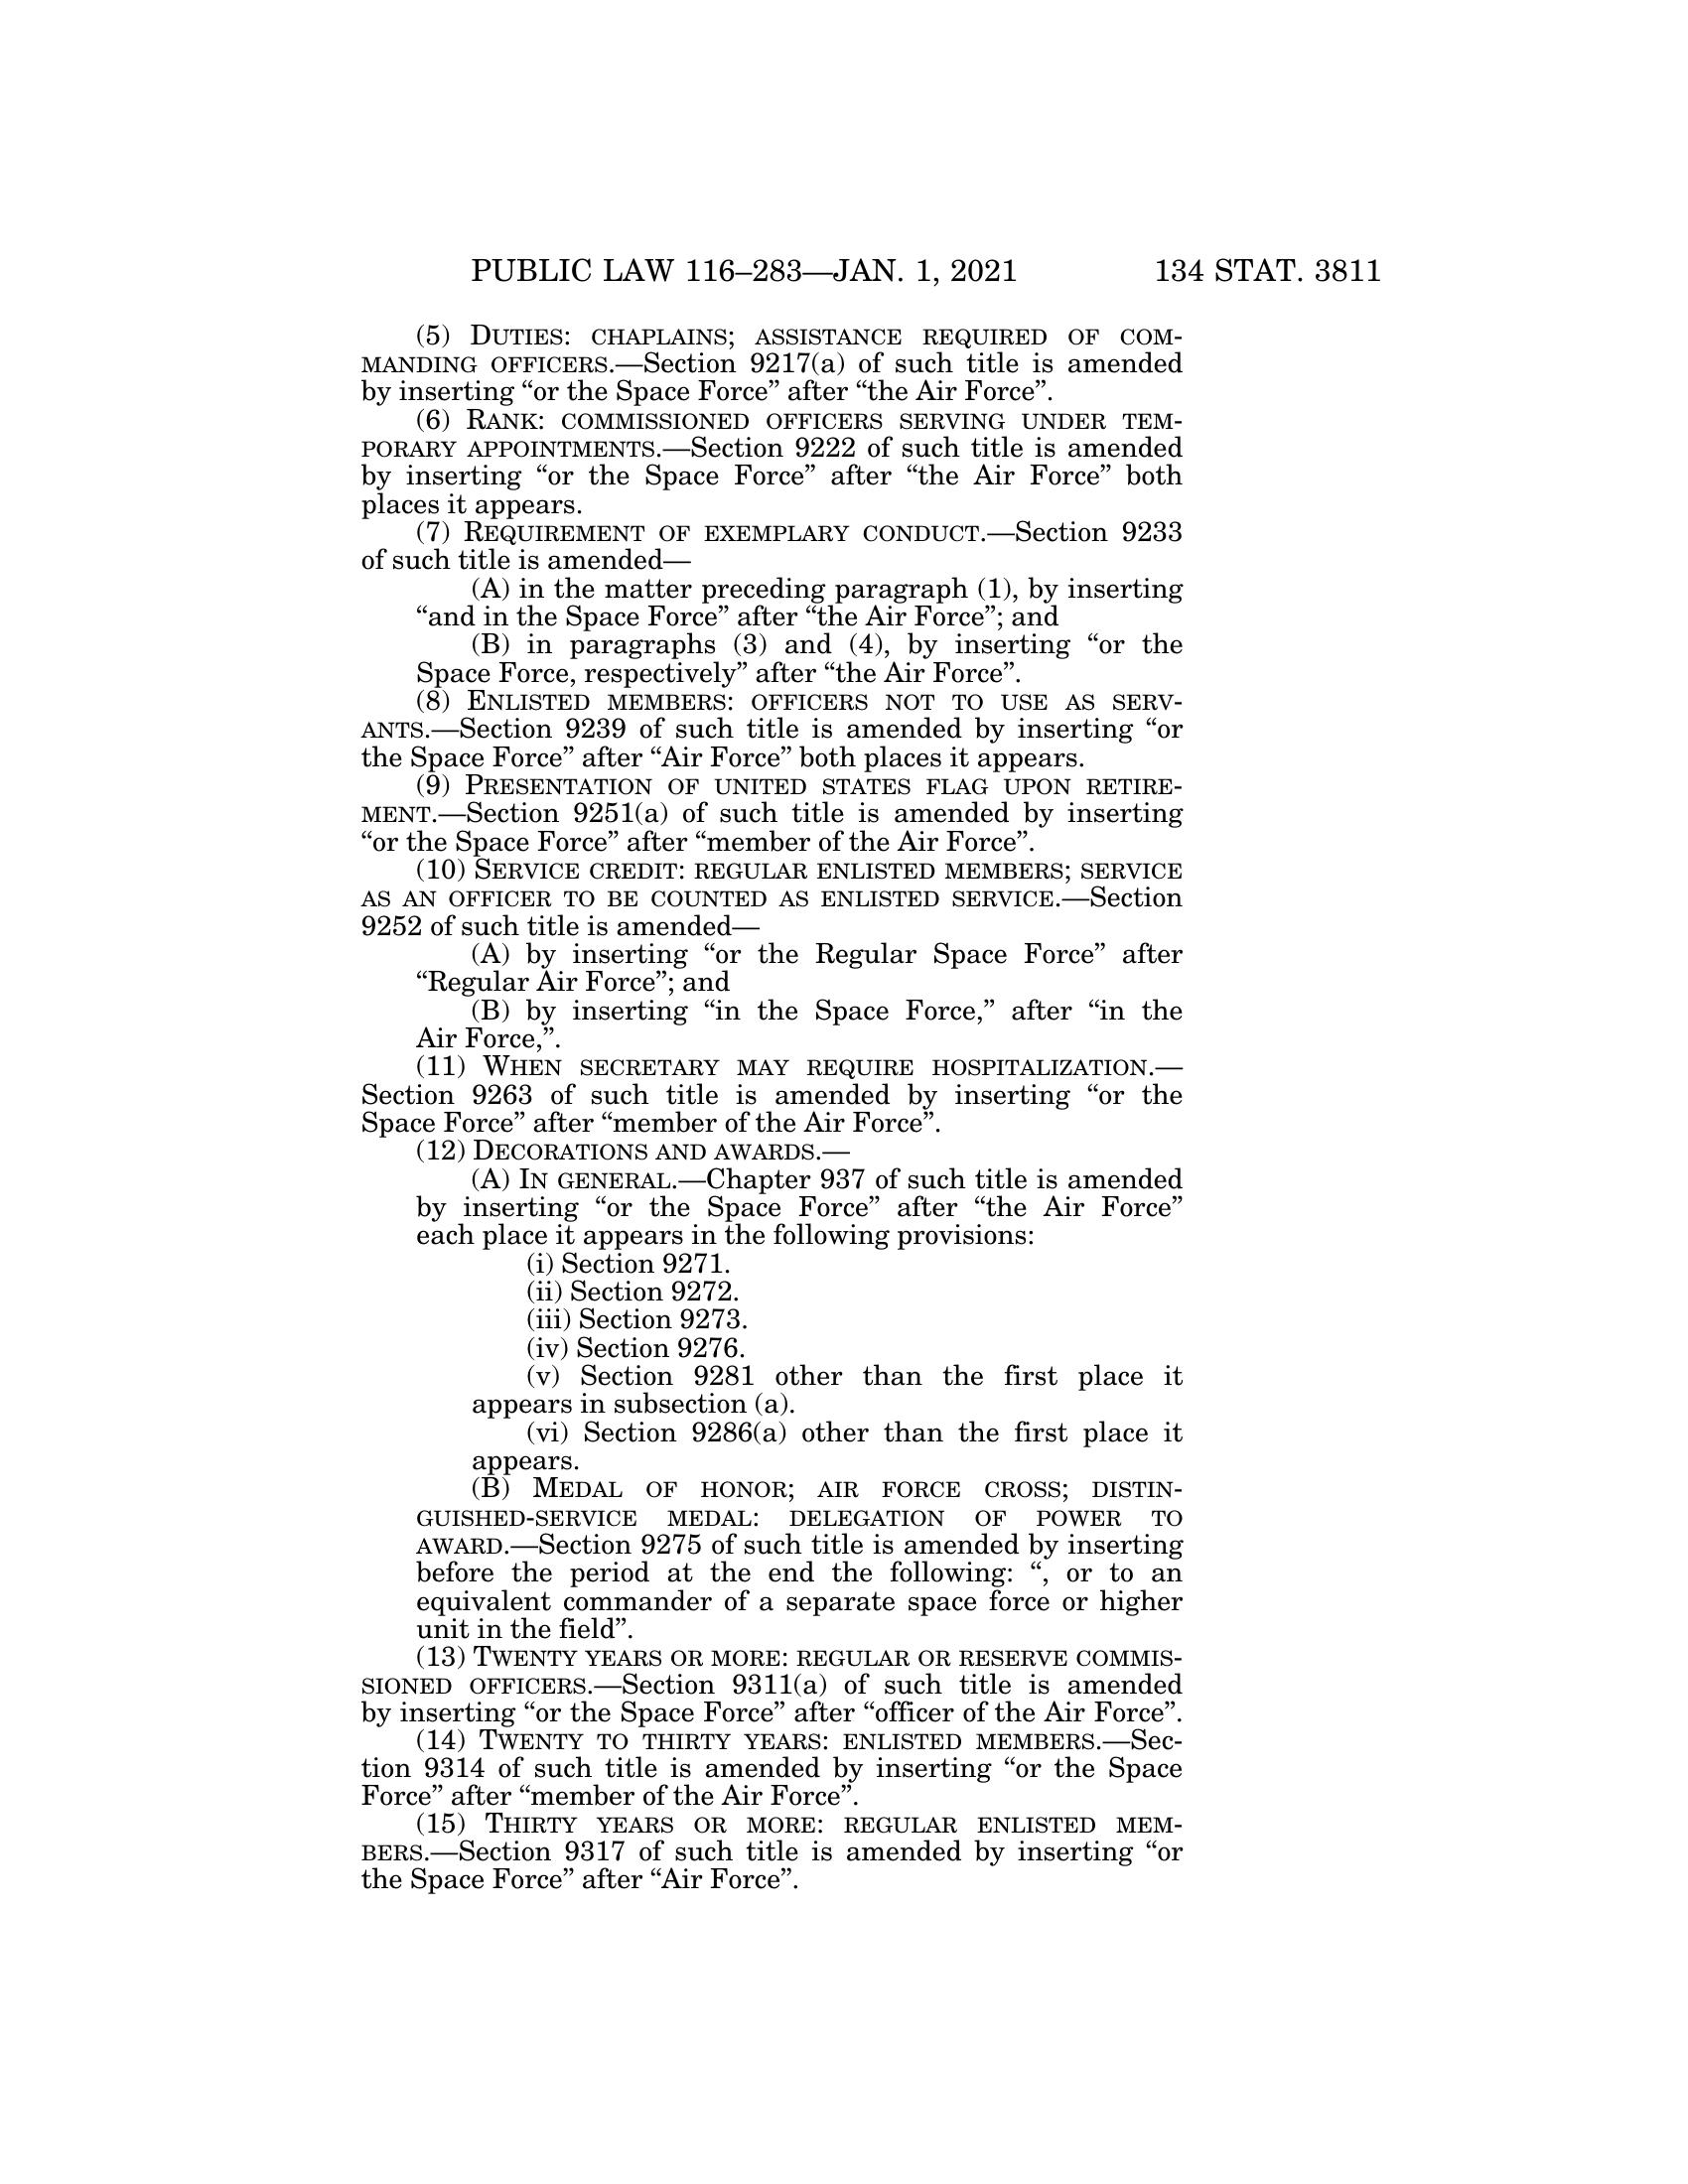 PUBLIC LAW 116–283—JAN. 1, 2021 134 STAT. 3811
(5) DUTIES: CHAPLAINS; ASSISTANCE REQUIRED OF COM-
MANDING OFFICERS.—Section 9217(a) of such title is amended
by inserting “or the Space Force” after “the Air Force”.
(6) RANK: COMMISSIONED OFFICERS SERVING UNDER TEM-
PORARY APPOINTMENTS.—Section 9222 of such title is amended
by inserting “or the Space Force” after “the Air Force” both
places it appears.
(7) REQUIREMENT OF EXEMPLARY CONDUCT.—Section 9233
of such title is amended—
(A) in the matter preceding paragraph (1), by inserting
“and in the Space Force” after “the Air Force”; and
(B) in paragraphs (3) and (4), by inserting “or the
Space Force, respectively” after “the Air Force”.
(8) ENLISTED MEMBERS: OFFICERS NOT TO USE AS SERV-
ANTS.—Section 9239 of such title is amended by inserting “or
the Space Force” after “Air Force” both places it appears.
(9) PRESENTATION OF UNITED STATES FLAG UPON RETIRE-
MENT.—Section 9251(a) of such title is amended by inserting
“or the Space Force” after “member of the Air Force”.
(10) SERVICE CREDIT: REGULAR ENLISTED MEMBERS; SERVICE
AS AN OFFICER TO BE COUNTED AS ENLISTED SERVICE.—Section
9252 of such title is amended—
(A) by inserting “or the Regular Space Force” after
“Regular Air Force”; and
(B) by inserting “in the Space Force,” after “in the
Air Force,”.
(11) WHEN SECRETARY MAY REQUIRE HOSPITALIZATION.—
Section 9263 of such title is amended by inserting “or the
Space Force” after “member of the Air Force”.
(12) DECORATIONS AND AWARDS.—
(A) IN GENERAL.—Chapter 937 of such title is amended
by inserting “or the Space Force” after “the Air Force”
each place it appears in the following provisions:
(i) Section 9271.
(ii) Section 9272.
(iii) Section 9273.
(iv) Section 9276.
(v) Section 9281 other than the first place it
appears in subsection (a).
(vi) Section 9286(a) other than the first place it
appears.
(B) MEDAL OF HONOR; AIR FORCE CROSS; DISTIN-
GUISHED-SERVICE MEDAL: DELEGATION OF POWER TO
AWARD.—Section 9275 of such title is amended by inserting
before the period at the end the following: “, or to an
equivalent commander of a separate space force or higher
unit in the field”.
(13) TWENTY YEARS OR MORE: REGULAR OR RESERVE COMMIS-
SIONED OFFICERS.—Section 9311(a) of such title is amended
by inserting “or the Space Force” after “officer of the Air Force”.
(14) TWENTY TO THIRTY YEARS: ENLISTED MEMBERS.—Sec-
tion 9314 of such title is amended by inserting “or the Space
Force” after “member of the Air Force”.
(15) THIRTY YEARS OR MORE: REGULAR ENLISTED MEM-
BERS.—Section 9317 of such title is amended by inserting “or
the Space Force” after “Air Force”.